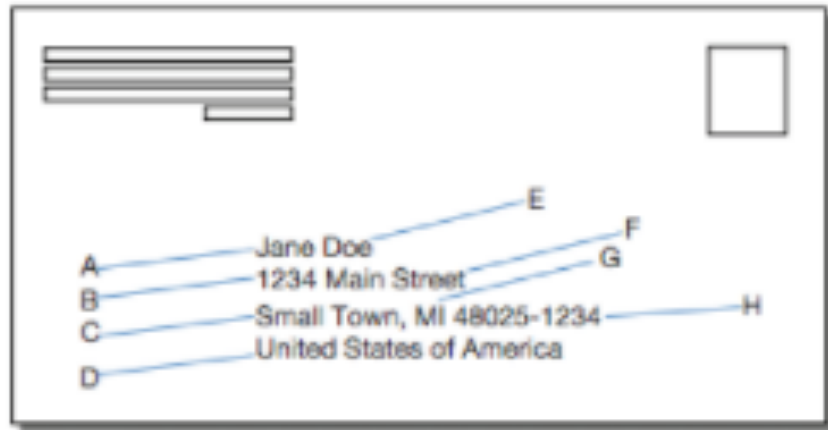 E
Jane Doe
F
A
1234 Main Street
G
B
Small Town, MI 48025-1234
H
C
United States of America
D